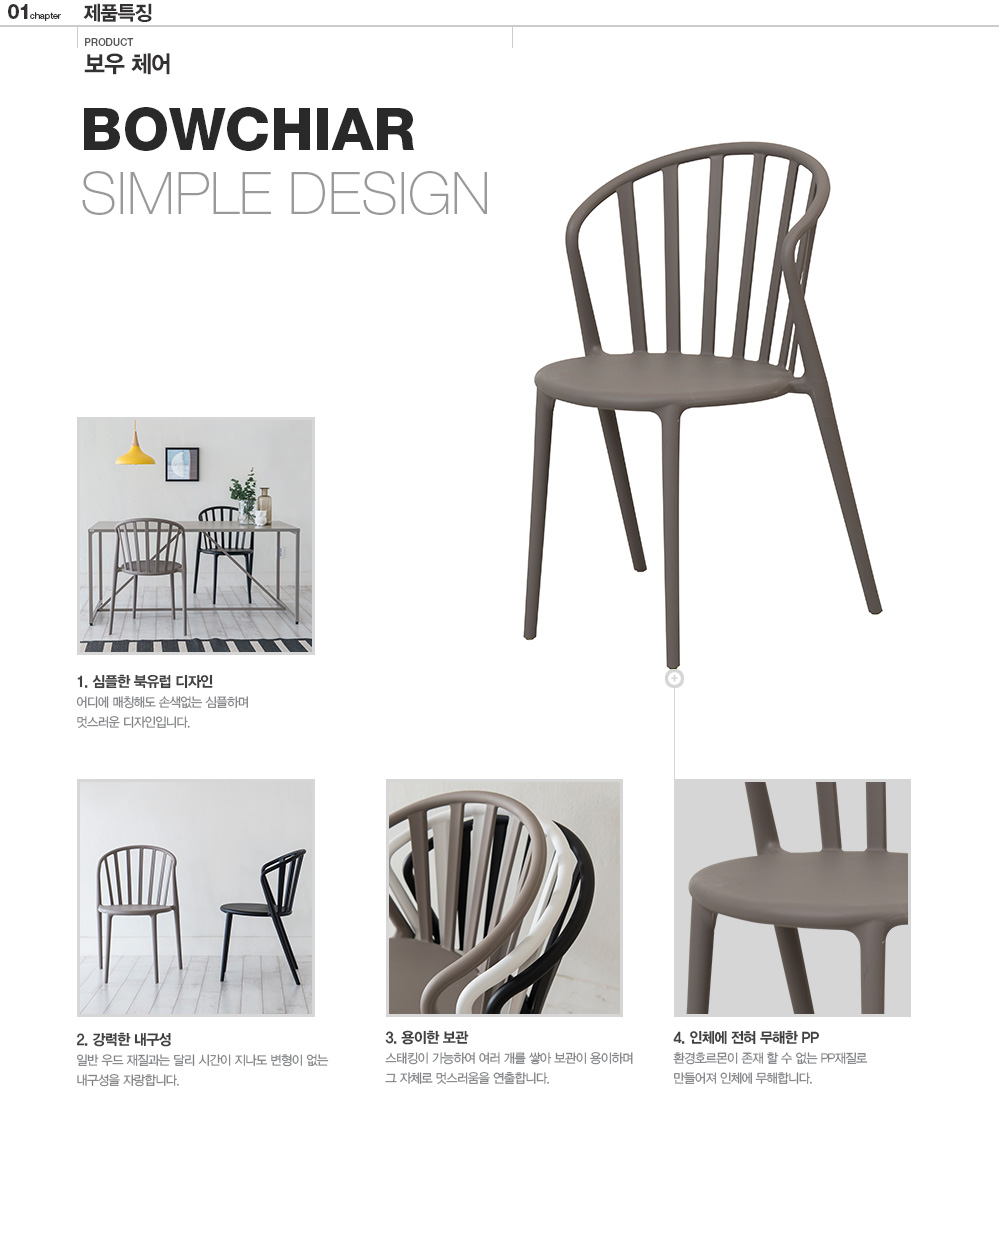 01 chapter 제품특징
PRODUCT
보우 체어
BOWCHIAR
SIMPLE DESIGN
1. 심플한 북유럽 디자인
어디에 매칭해도 손색없는 심플하며
멋스러운 디자인입니다.
2. 강력한 내구성
일반 우드 재질과는 달리 시간이 지나도 변형이 없는
내구성을 자랑합니다.
3. 용이한 보관
스태킹이 가능하여 여러 개를 쌓아 보관이 용이하며
그 자체로 멋스러움을 연출합니다.
4. 인체에 전혀 무해한 PP
환경호르몬이 존재 할 수 없는 PP재질로
만들어져 인체에 무해합니다.